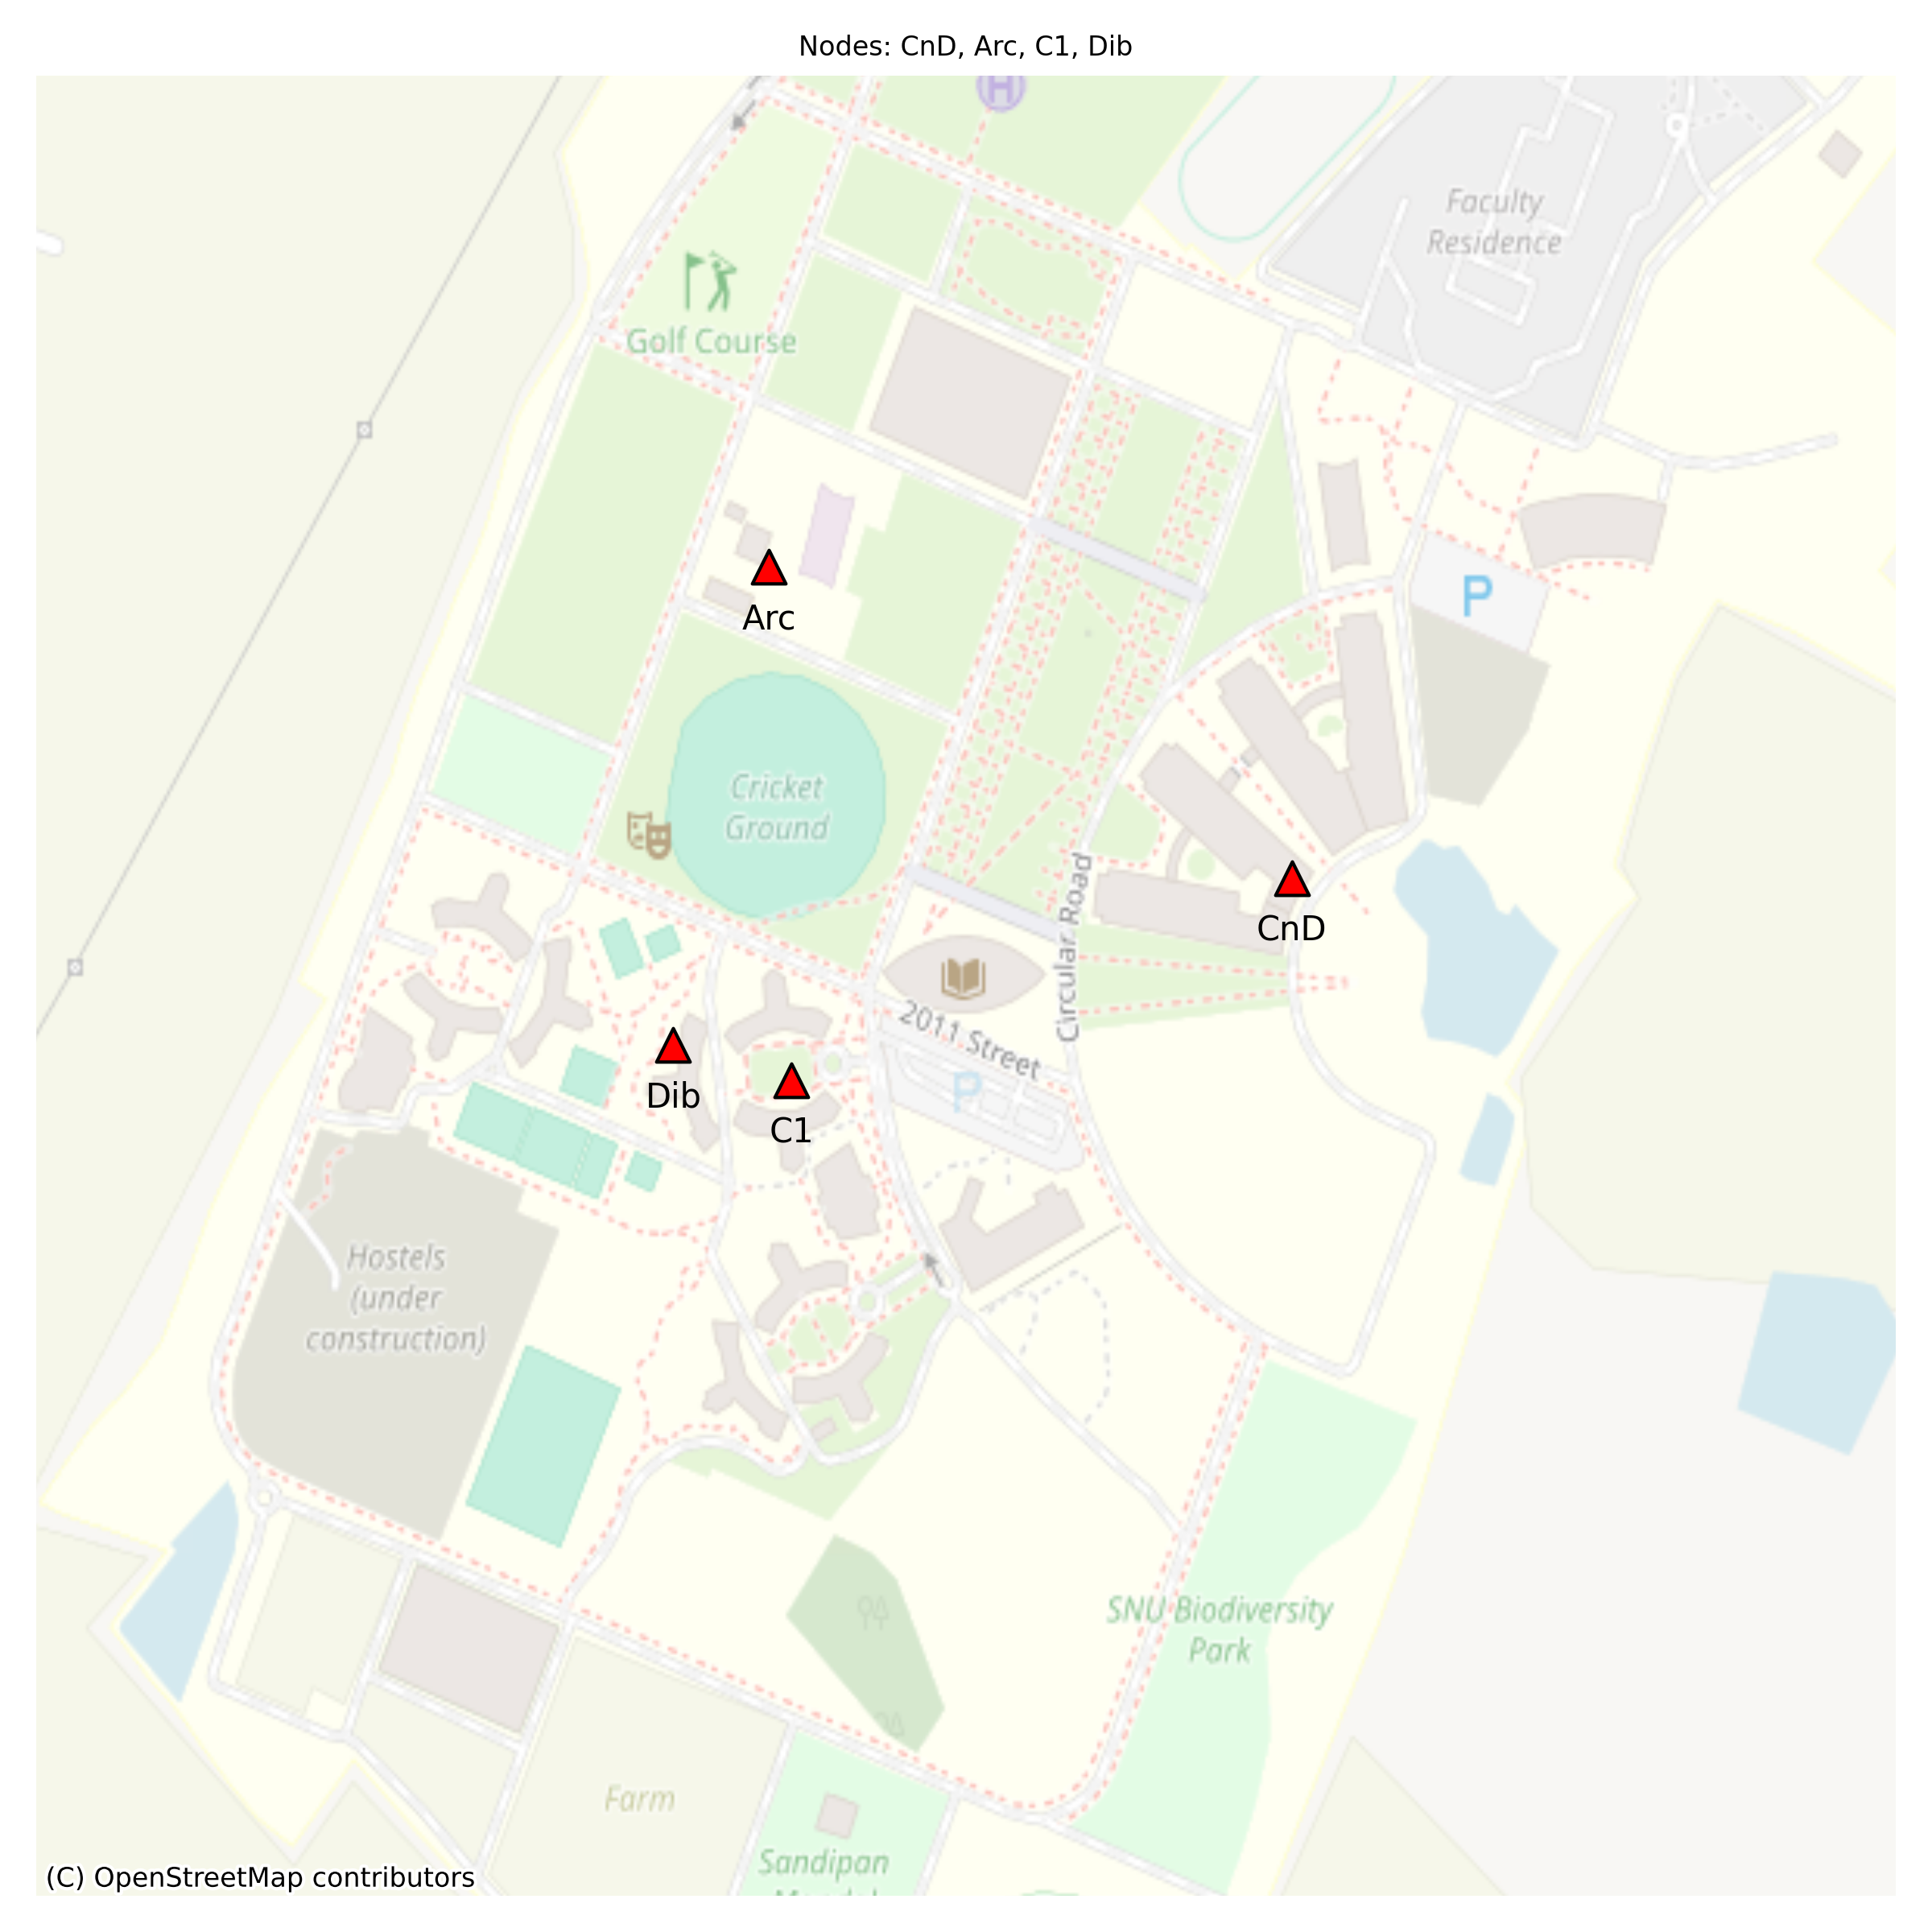 Nodes: CnD, Arc, C1, Dib
H
Faculty
Residence
Golf Course
P
Arc
Cricket
Ground
Circular Road
CnD
2011 Street
P
Dib
C1
Hostels
(under
construction)
SNU Biodiversity
Park
Farm
Sandipan
(C) OpenStreetMap contributors